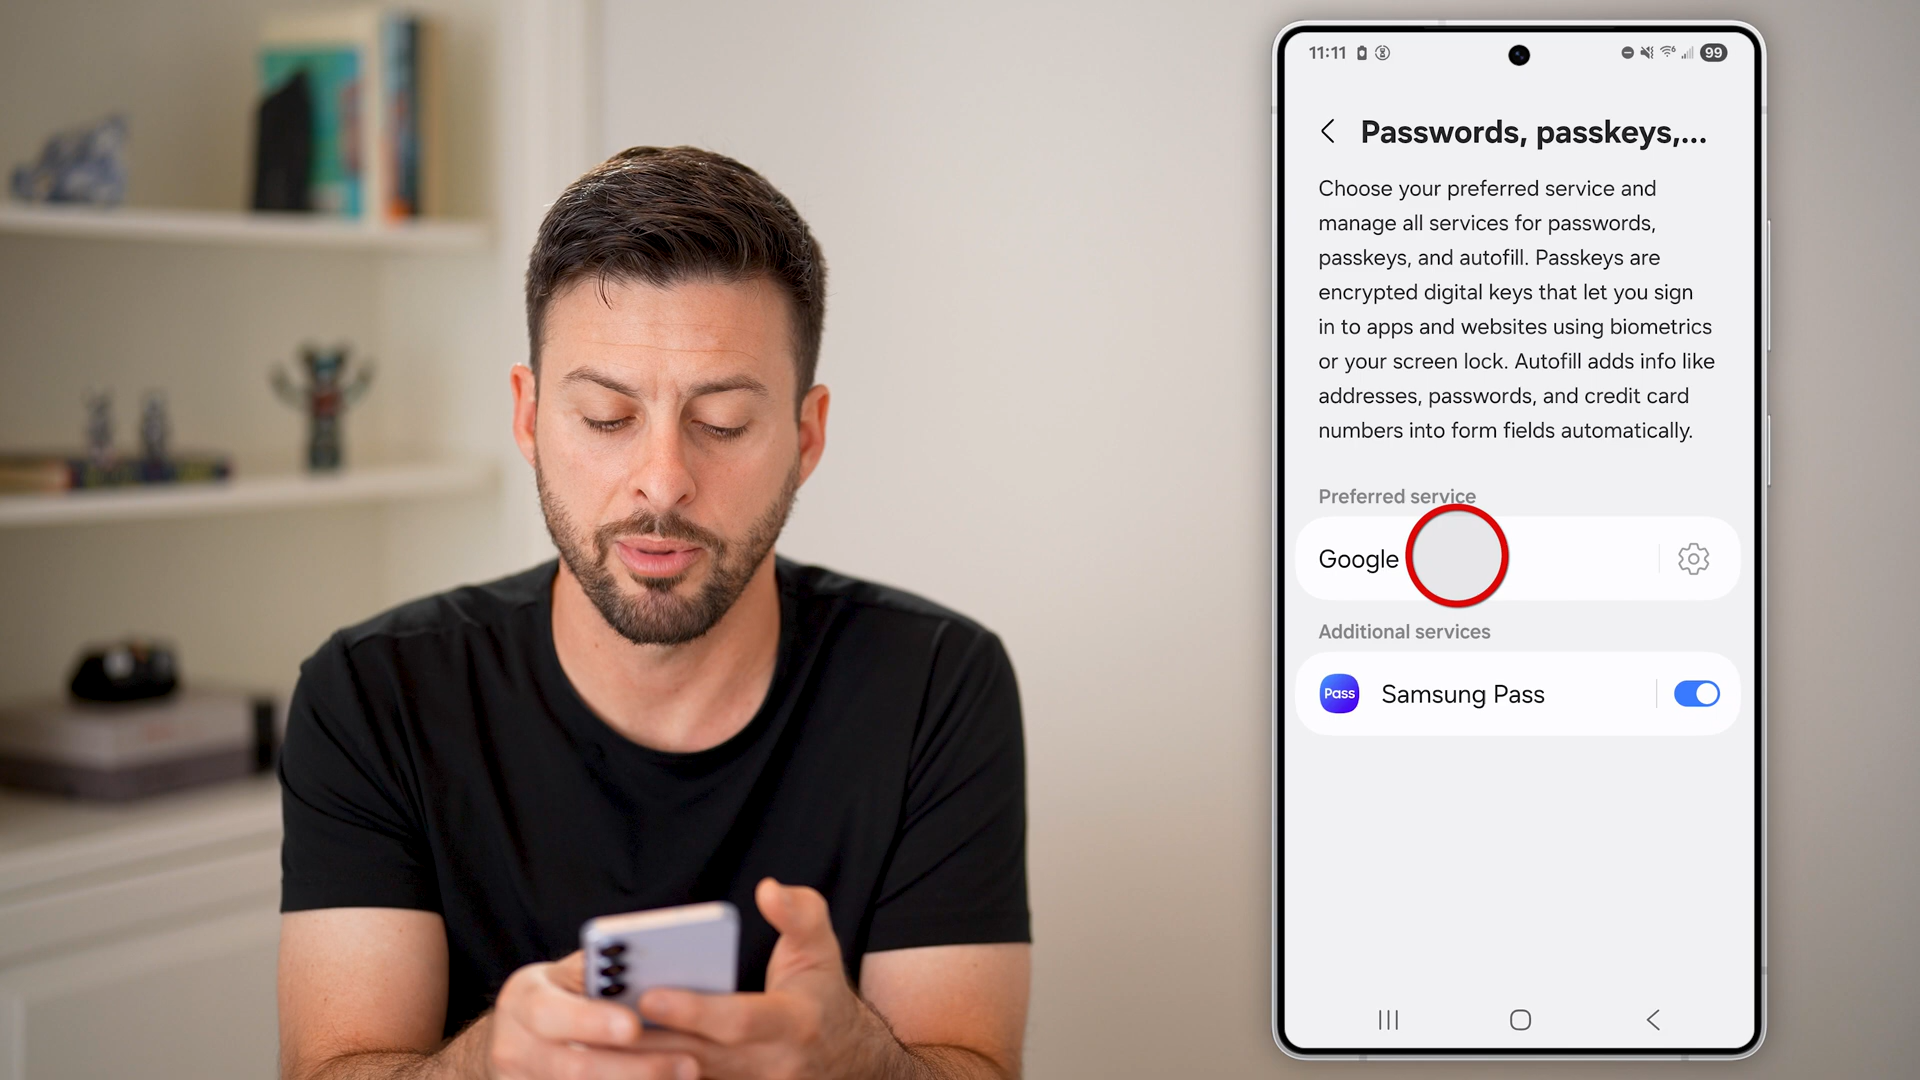 11:11
99
Passwords, passkeys,...
Choose your preferred service and
manage all services for passwords,
passkeys, and autofill. Passkeys are
encrypted digital keys that let you sign
in to apps and websites using biometrics
or your screen lock. Autofill adds info like
addresses, passwords, and credit card
numbers into form fields automatically.
Preferred service
Google
Additional services
Pass
Samsung Pass